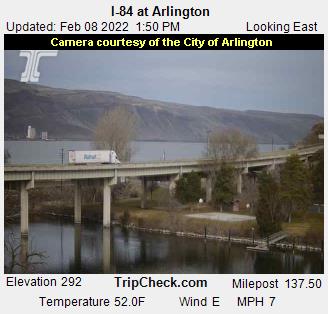 I-84 at Arlington
Updated: Feb 08 2022 1:50 PM Looking East
Camera courtesy of the City of Arlington
Walmart
Elevation 292 TripCheck.com Milepost 137.50
Temperature 52.0F Wind E MPH 7